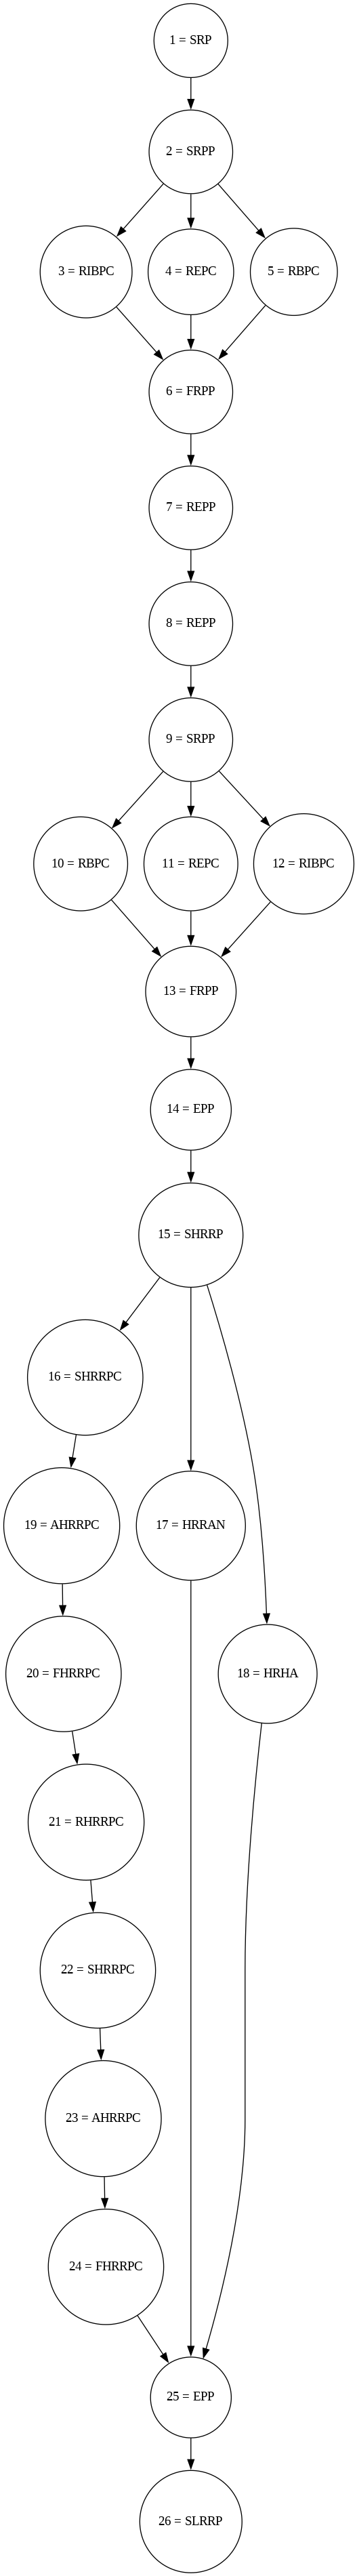 1 = SRP
2 = SRPP
3 = RIBPC
4 = REPC
5 = RBPC
6 = FRPP
7 = REPP
8 = REPP
9 = SRPP
10 = RBPC
11 = REPC
12 = RIBPC
13 = FRPP
14 = EPP
15 = SHRRP
16 = SHRRPC
19 = AHRRPC
17 = HRRAN
20 = FHRRPC
18 = HRHA
21 = RHRRPC
22 = SHRRPC
23 = AHRRPC
24 = FHRRPC
25 = EPP
26 = SLRRP